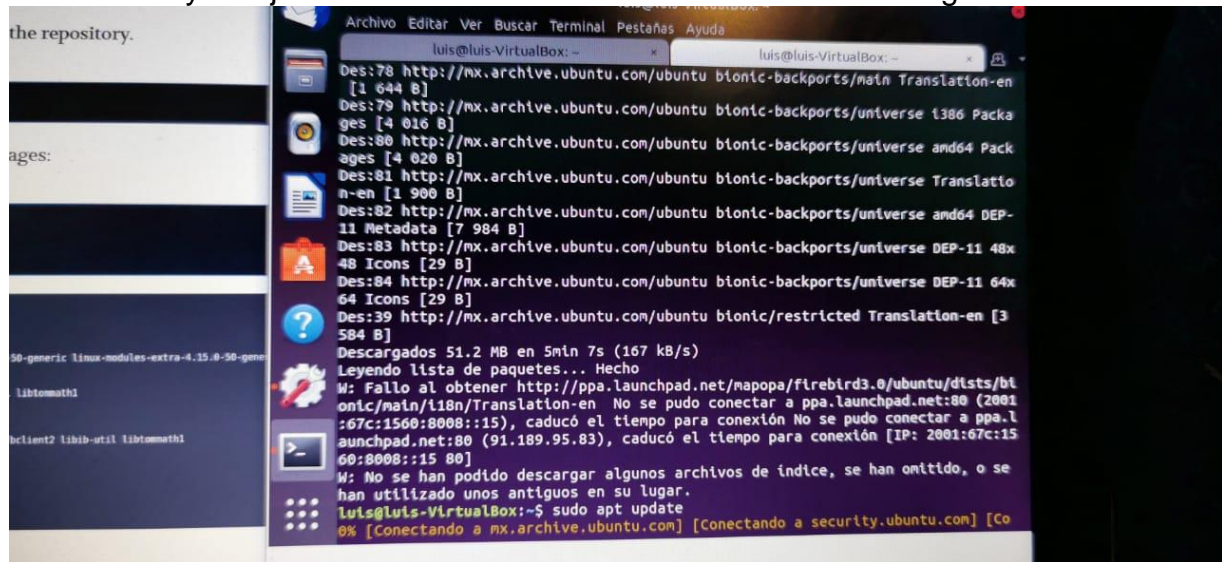 the repository.
ages:
50-generic linux-modules-extra-4.15.0-50-gene
libtommath1
bclient2 libib-util libtommath1
Archivo Editar Ver Buscar Terminal Pestañas Ayuda
luis@luis-VirtualBox: ~ × luis@luis-VirtualBox: ~ ×
Des:78 http://mx.archive.ubuntu.com/ubuntu bionic-backports/main Translation-en
[1 644 B]
Des:79 http://mx.archive.ubuntu.com/ubuntu bionic-backports/universe i386 Packa
ges [4 016 B]
Des:80 http://mx.archive.ubuntu.com/ubuntu bionic-backports/universe amd64 Pack
ages [4 020 B]
Des:81 http://mx.archive.ubuntu.com/ubuntu bionic-backports/universe Translatio
n-en [1 900 B]
Des:82 http://mx.archive.ubuntu.com/ubuntu bionic-backports/universe amd64 DEP-
11 Metadata [7 984 B]
Des:83 http://mx.archive.ubuntu.com/ubuntu bionic-backports/universe DEP-11 48x
48 Icons [29 B]
Des:84 http://mx.archive.ubuntu.com/ubuntu bionic-backports/universe DEP-11 64x
64 Icons [29 B]
Des:39 http://mx.archive.ubuntu.com/ubuntu bionic/restricted Translation-en [3
584 B]
Descargados 51.2 MB en 5min 7s (167 kB/s)
Leyendo lista de paquetes... Hecho
W: Fallo al obtener http://ppa.launchpad.net/mapopa/firebird3.0/ubuntu/dists/bi
onic/main/i18n/Translation-en No se pudo conectar a ppa.launchpad.net:80 (2001
:67c:1560:8008::15), caducó el tiempo para conexión No se pudo conectar a ppa.l
aunchpad.net:80 (91.189.95.83), caducó el tiempo para conexión [IP: 2001:67c:15
60:8008::15 80]
W: No se han podido descargar algunos archivos de índice, se han omitido, o se
han utilizado unos antiguos en su lugar.
luis@luis-VirtualBox:~$ sudo apt update
0% [Conectando a mx.archive.ubuntu.com] [Conectando a security.ubuntu.com] [Co